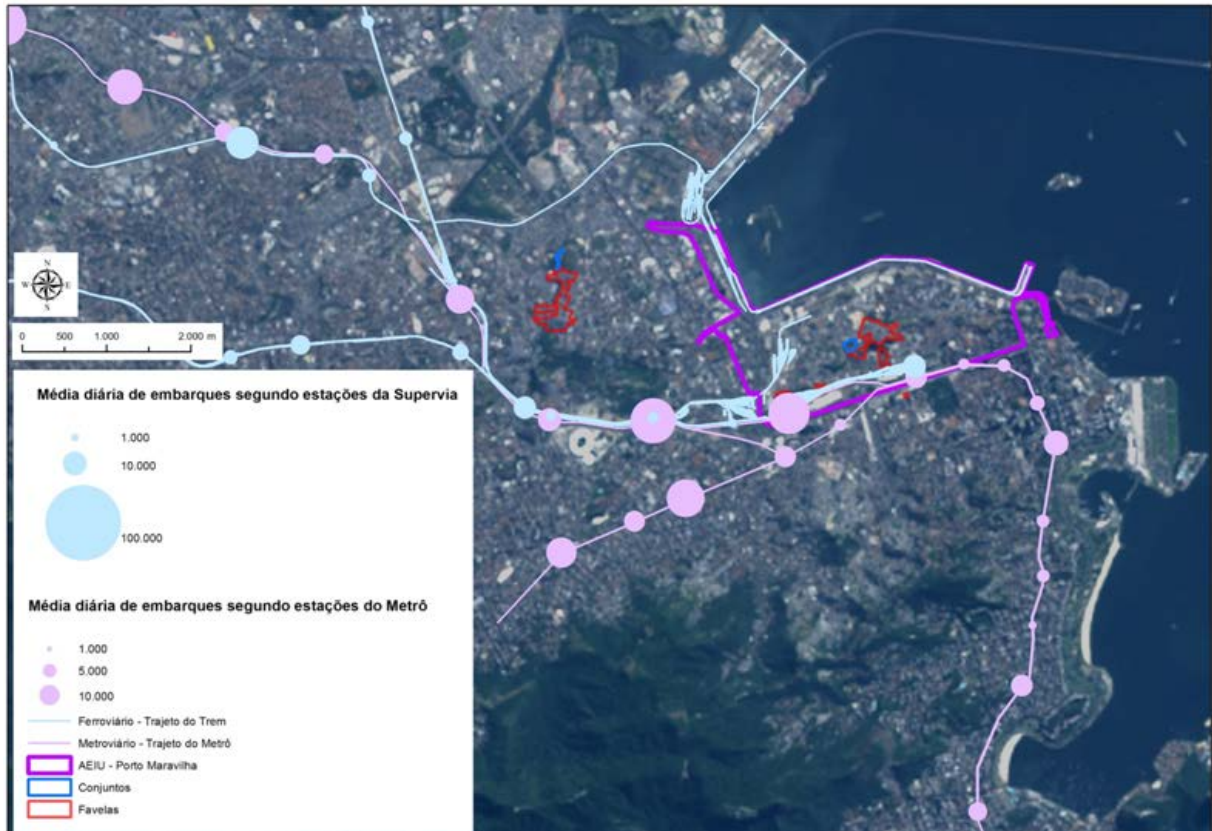 N
W E
S
0 500 1.000 2.000 m
Média diária de embarques segundo estações da Supervia
1.000
10.000
100.000
Média diária de embarques segundo estações do Metrô
1.000
5.000
10.000
Ferroviário - Trajeto do Trem
Metroviário - Trajeto do Metrô
AEIU - Porto Maravilha
Conjuntos
Favelas